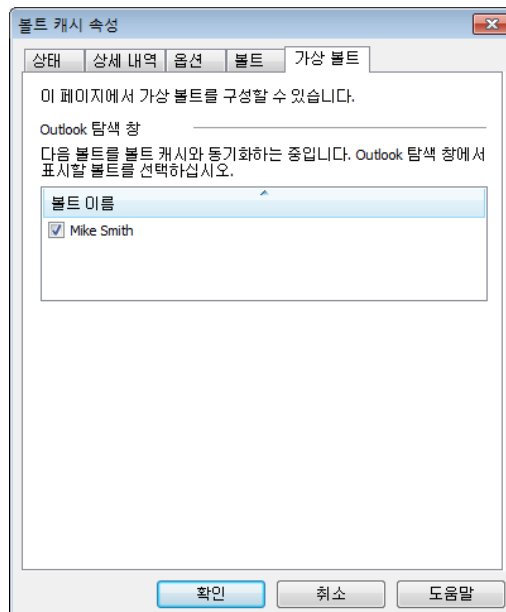 볼트 캐시 속성
상태 상세 내역 옵션 볼트 가상 볼트
이 페이지에서 가상 볼트를 구성할 수 있습니다.
Outlook 탐색 창
다음 볼트를 볼트 캐시와 동기화하는 중입니다. Outlook 탐색 창에서
표시할 볼트를 선택하십시오.
볼트 이름
Mike Smith
확인 취소 도움말